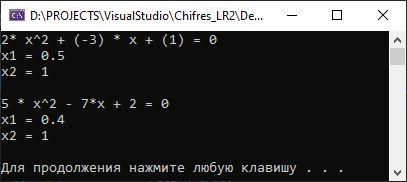 D:\PROJECTS\VisualStudio\Chifres_LR2\De...
2* x^2 + (-3) * x + (1) = 0
x1 = 0.5
x2 = 1
5 * x^2 - 7*x + 2 = 0
x1 = 0.4
x2 = 1
Для продолжения нажмите любую клавишу . . .